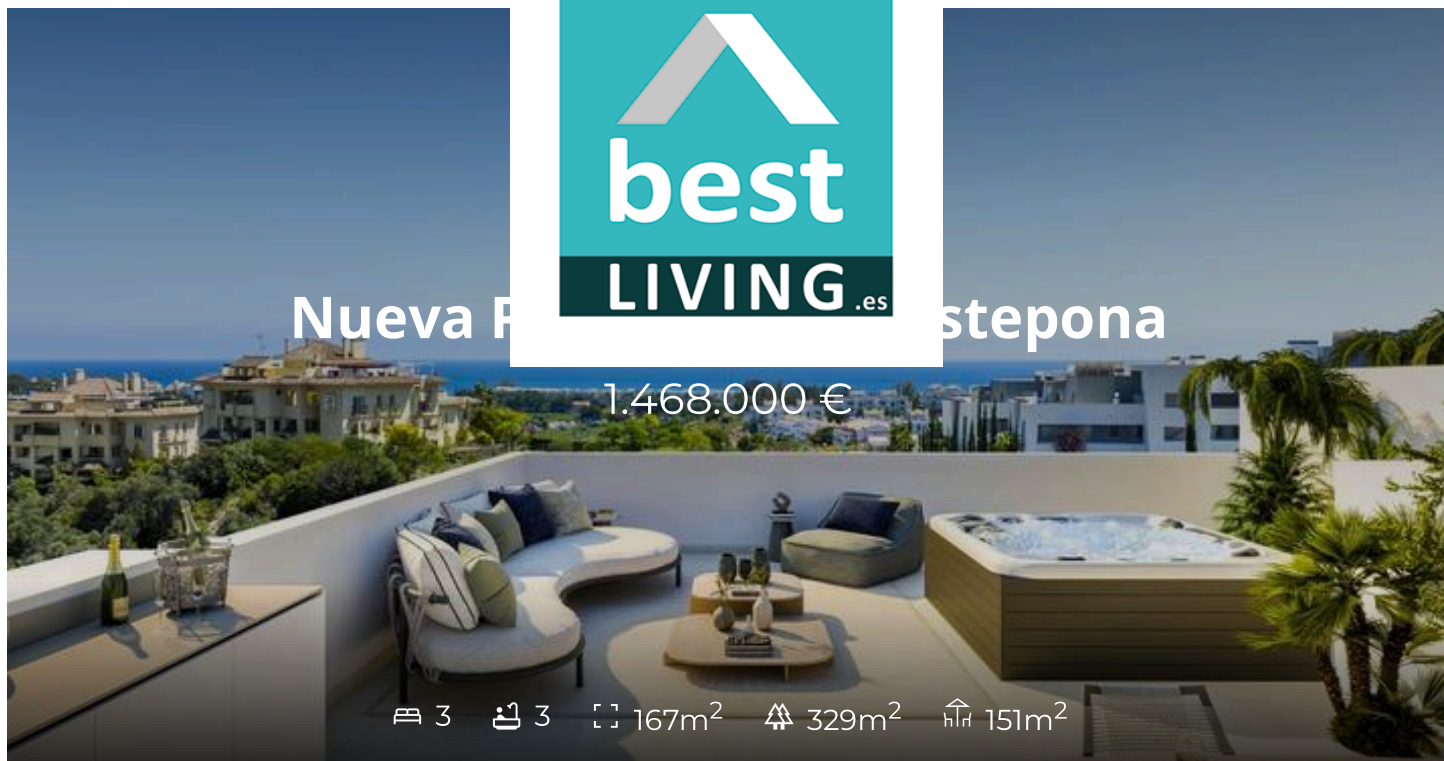 best
LIVING.es
Nueva stepona
1.468.000 €
3 3 167m² 329m² 151m²